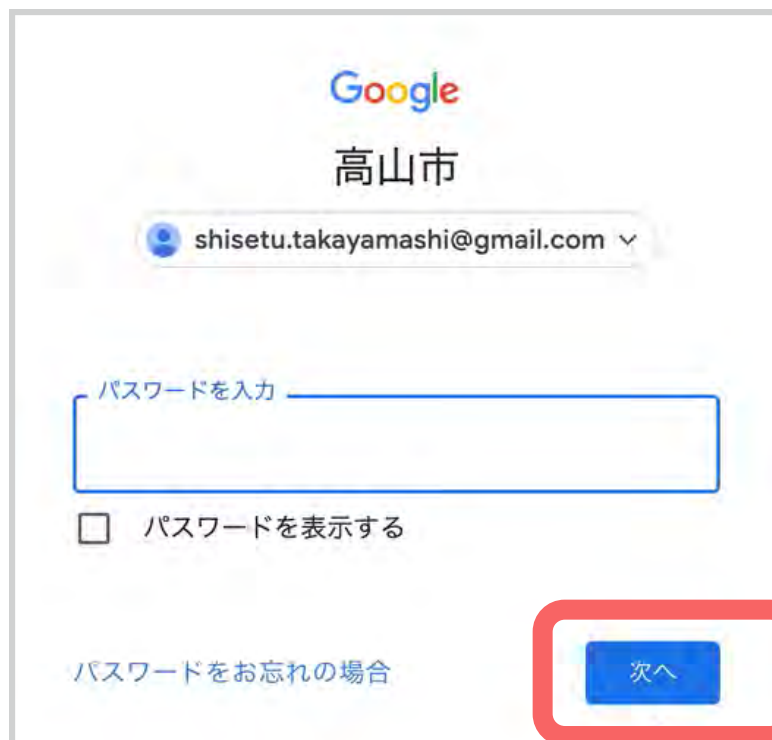 Google
高山市
shisetu.takayamashi@gmail.com
パスワードを入力
パスワードを表示する
パスワードをお忘れの場合
次へ